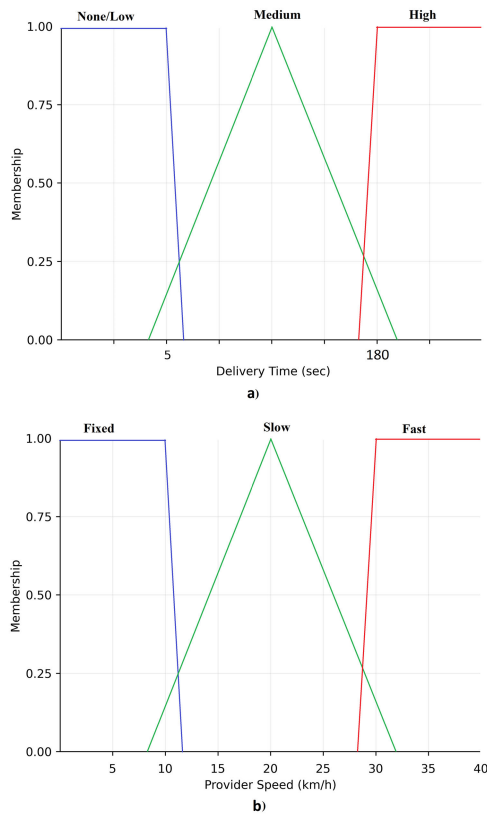 None/Low Medium High
1.00
0.75
0.50
0.25
0.00
Membership
5 180
Delivery Time (sec)
a)
Fixed Slow Fast
1.00
0.75
0.50
0.25
0.00
Membership
5 10 15 20 25 30 35 40
Provider Speed (km/h)
b)